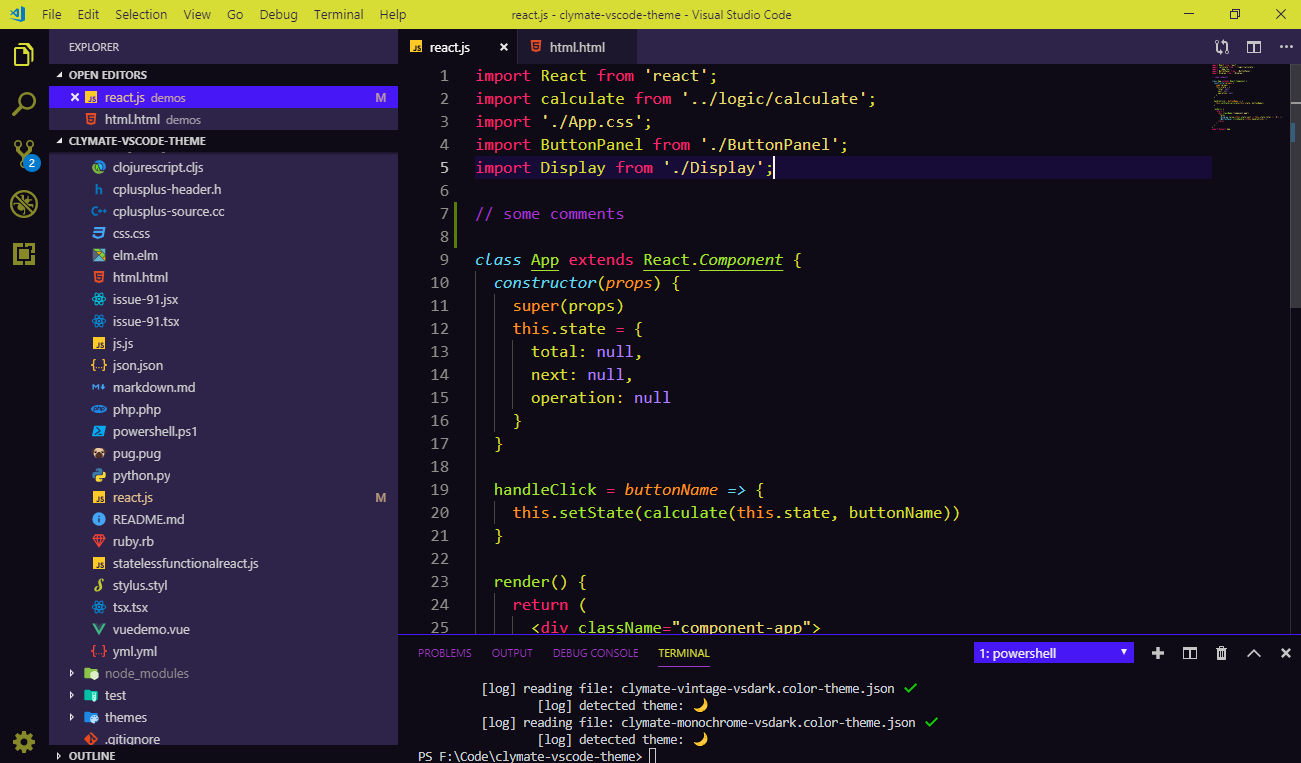 File Edit Selection View Go Debug Terminal Help react.js - clymate-vscode-theme - Visual Studio Code
EXPLORER
OPEN EDITORS
react.js demos M
html.html demos
CLYMATE-VSCODE-THEME
clojurescript.cljs
cplusplus-header.h
cplusplus-source.cc
css.css
elm.elm
html.html
issue-91.jsx
issue-91.tsx
js.js
json.json
markdown.md
php.php
powershell.ps1
pug.pug
python.py
react.js M
README.md
ruby.rb
statelessfunctionalreact.js
stylus.styl
tsx.tsx
vuedemo.vue
yml.yml
node_modules
test
themes
.gitignore
OUTLINE
2
react.js html.html
1 import React from 'react';
2 import calculate from '../logic/calculate';
3 import './App.css';
4 import ButtonPanel from './ButtonPanel';
5 import Display from './Display';
6
7 // some comments
8
9 class App extends React.Component {
10 constructor(props) {
11 super(props)
12 this.state = {
13 total: null,
14 next: null,
15 operation: null
16 }
17 }
18
19 handleClick = buttonName => {
20 this.setState(calculate(this.state, buttonName))
21 }
22
23 render() {
24 return (
25 <div className="component-app">
PROBLEMS OUTPUT DEBUG CONSOLE TERMINAL 1: powershell
[log] reading file: clymate-vintage-vsdark.color-theme.json ✓
[log] detected theme: 🌙
[log] reading file: clymate-monochrome-vsdark.color-theme.json ✓
[log] detected theme: 🌙
PS F:\Code\clymate-vscode-theme>